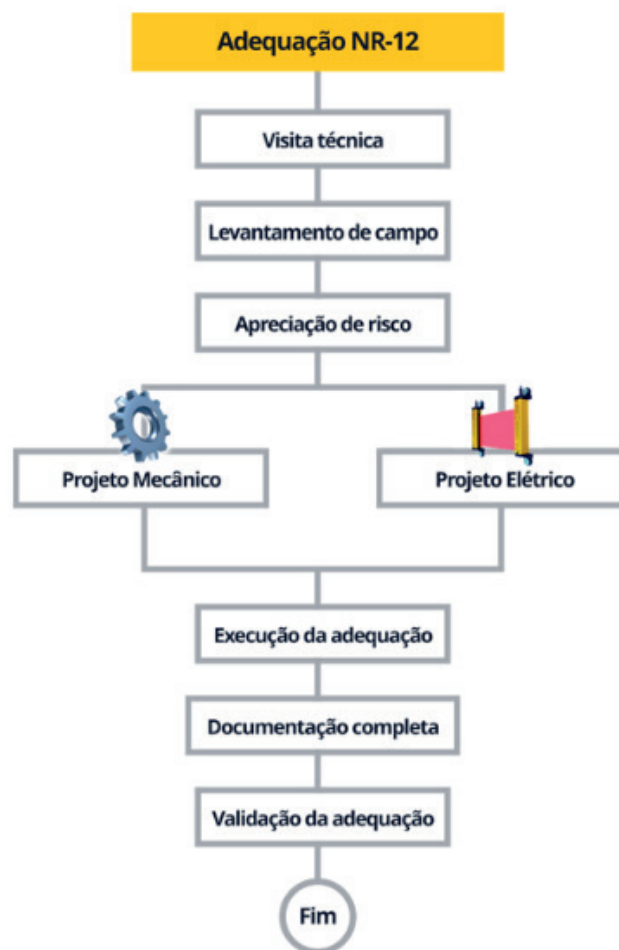 Adequação NR-12
Visita técnica
Levantamento de campo
Apreciação de risco
Projeto Mecânico
Projeto Elétrico
Execução da adequação
Documentação completa
Validação da adequação
Fim